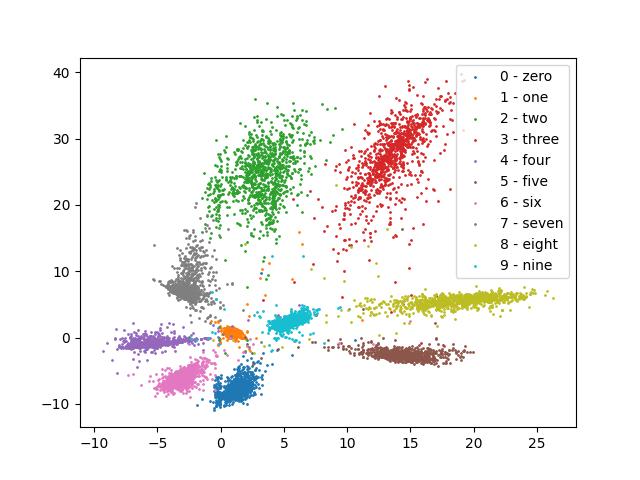 40
30
20
10
0
−10
−10
−5
0
5
10
15
20
25
0 - zero
1 - one
2 - two
3 - three
4 - four
5 - five
6 - six
7 - seven
8 - eight
9 - nine